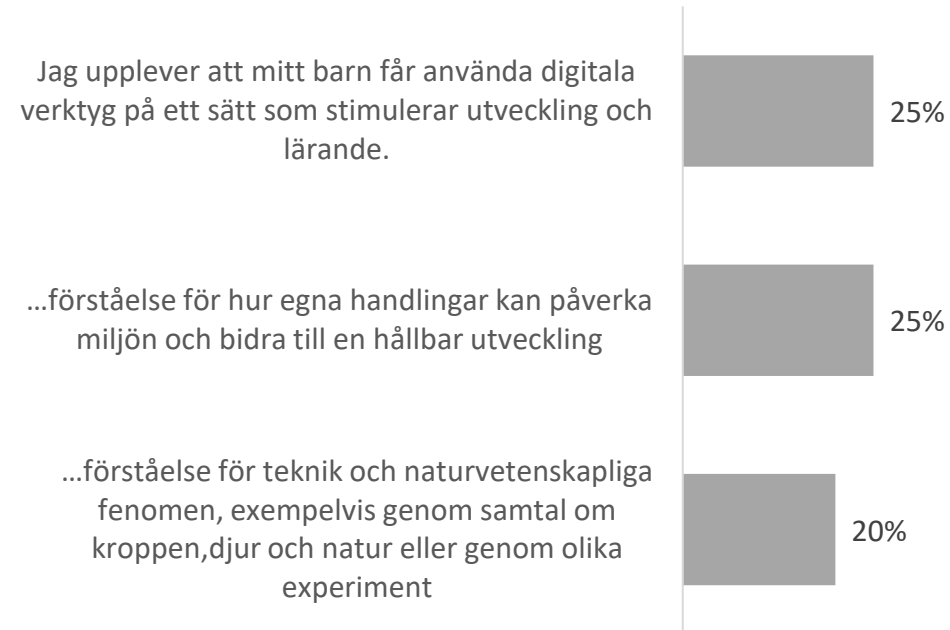 Jag upplever att mitt barn får använda digitala
verktyg på ett sätt som stimulerar utveckling och
lärande.
25%
...förståelse för hur egna handlingar kan påverka
miljön och bidra till en hållbar utveckling
25%
...förståelse för teknik och naturvetenskapliga
fenomen, exempelvis genom samtal om
kroppen,djur och natur eller genom olika
experiment
20%